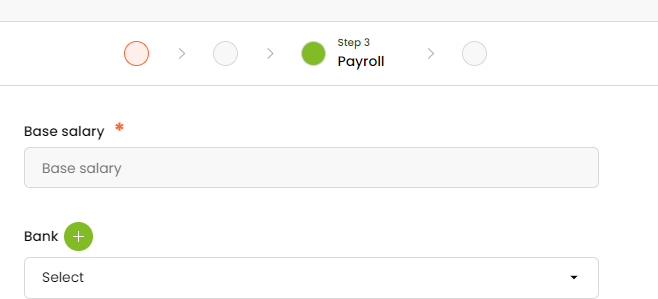 Step 3
Payroll
Base salary *
Base salary
Bank +
Select